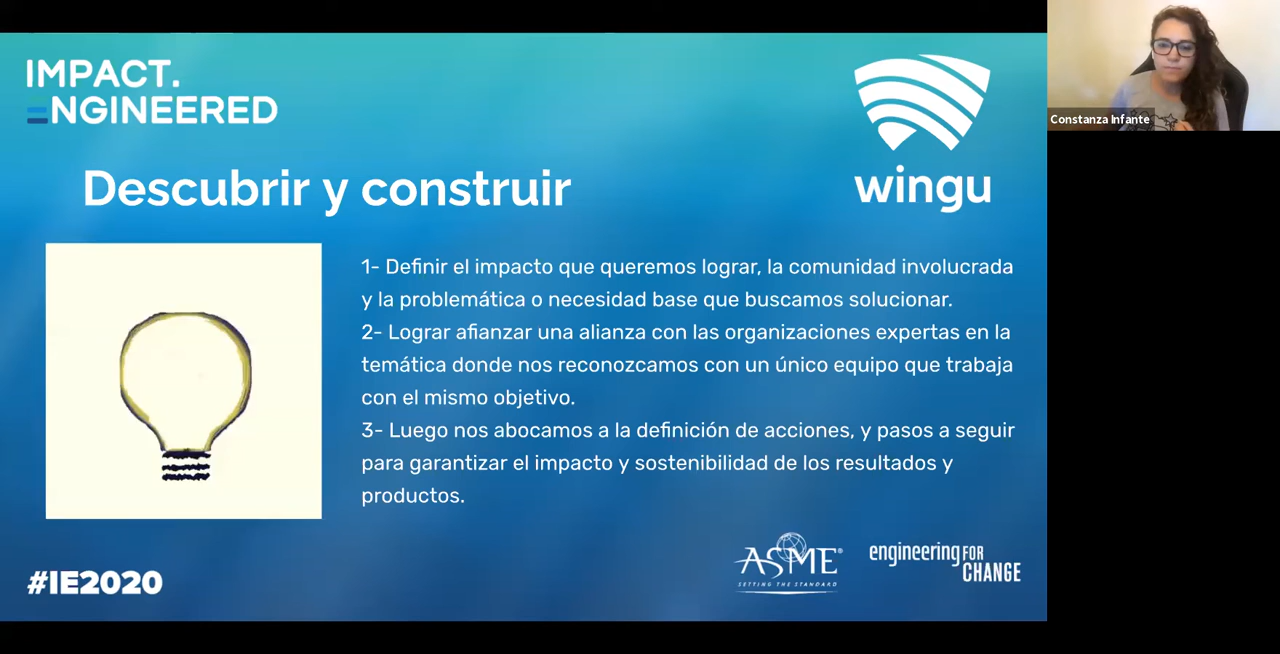 IMPACT.
=NGINEERED
wingu
Constanza Infante
Descubrir y construir
1- Definir el impacto que queremos lograr, la comunidad involucrada
y la problemática o necesidad base que buscamos solucionar.
2- Lograr afianzar una alianza con las organizaciones expertas en la
temática donde nos reconozcamos con un único equipo que trabaja
con el mismo objetivo.
3- Luego nos abocamos a la definición de acciones, y pasos a seguir
para garantizar el impacto y sostenibilidad de los resultados y
productos.
#IE2020
ASME®
SETTING THE STANDARD
engineering FOR
CHANGE